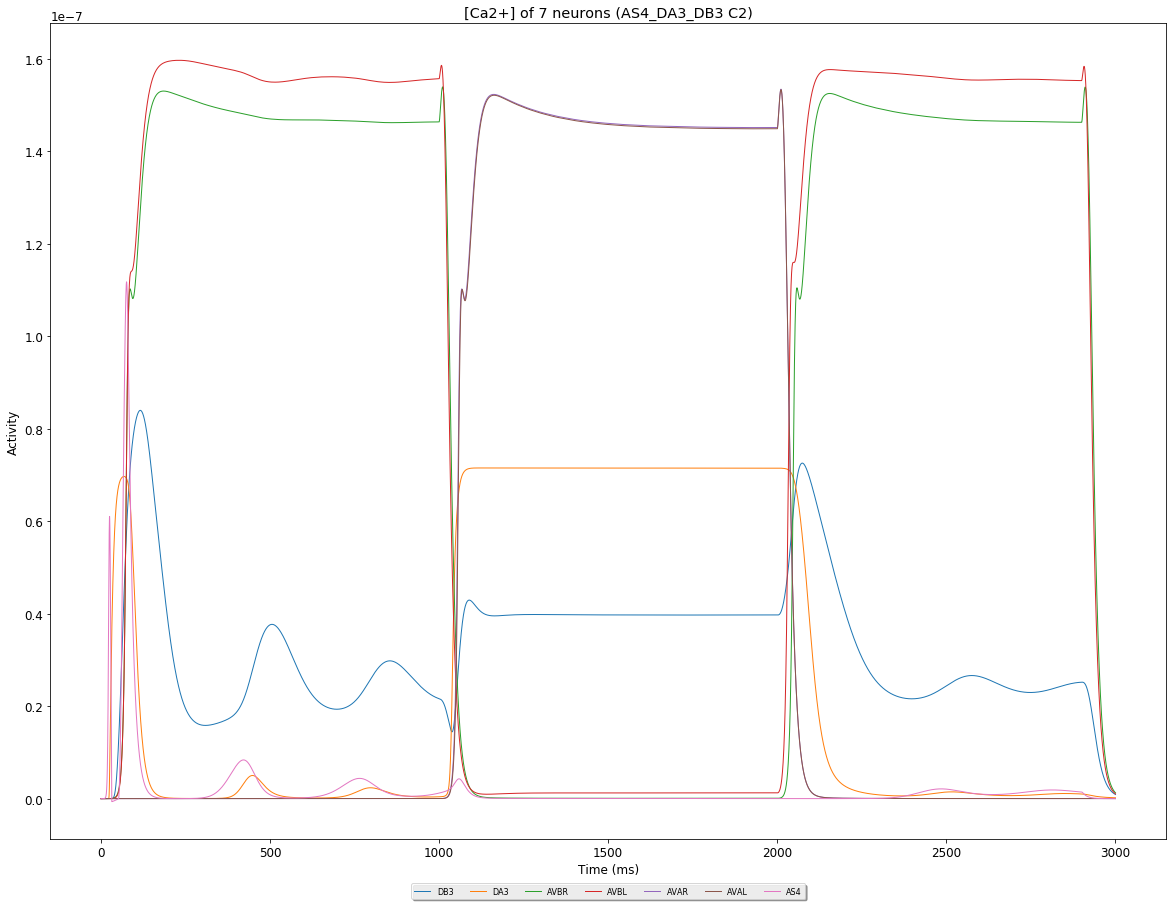 [Ca2+] of 7 neurons (AS4_DA3_DB3 C2)
1e−7
1.6
1.4
1.2
1.0
0.8
0.6
0.4
0.2
0.0
Activity
0 500 1000 1500 2000 2500 3000
Time (ms)
DB3 DA3 AVBR AVBL AVAR AVAL AS4